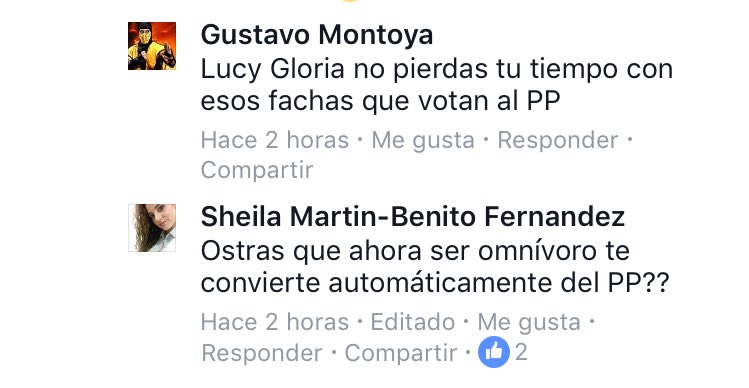 Gustavo Montoya
Lucy Gloria no pierdas tu tiempo con
esos fachas que votan al PP
Hace 2 horas · Me gusta · Responder ·
Compartir
Sheila Martin-Benito Fernandez
Ostras que ahora ser omnívoro te
convierte automáticamente del PP??
Hace 2 horas · Editado · Me gusta ·
Responder · Compartir · 2